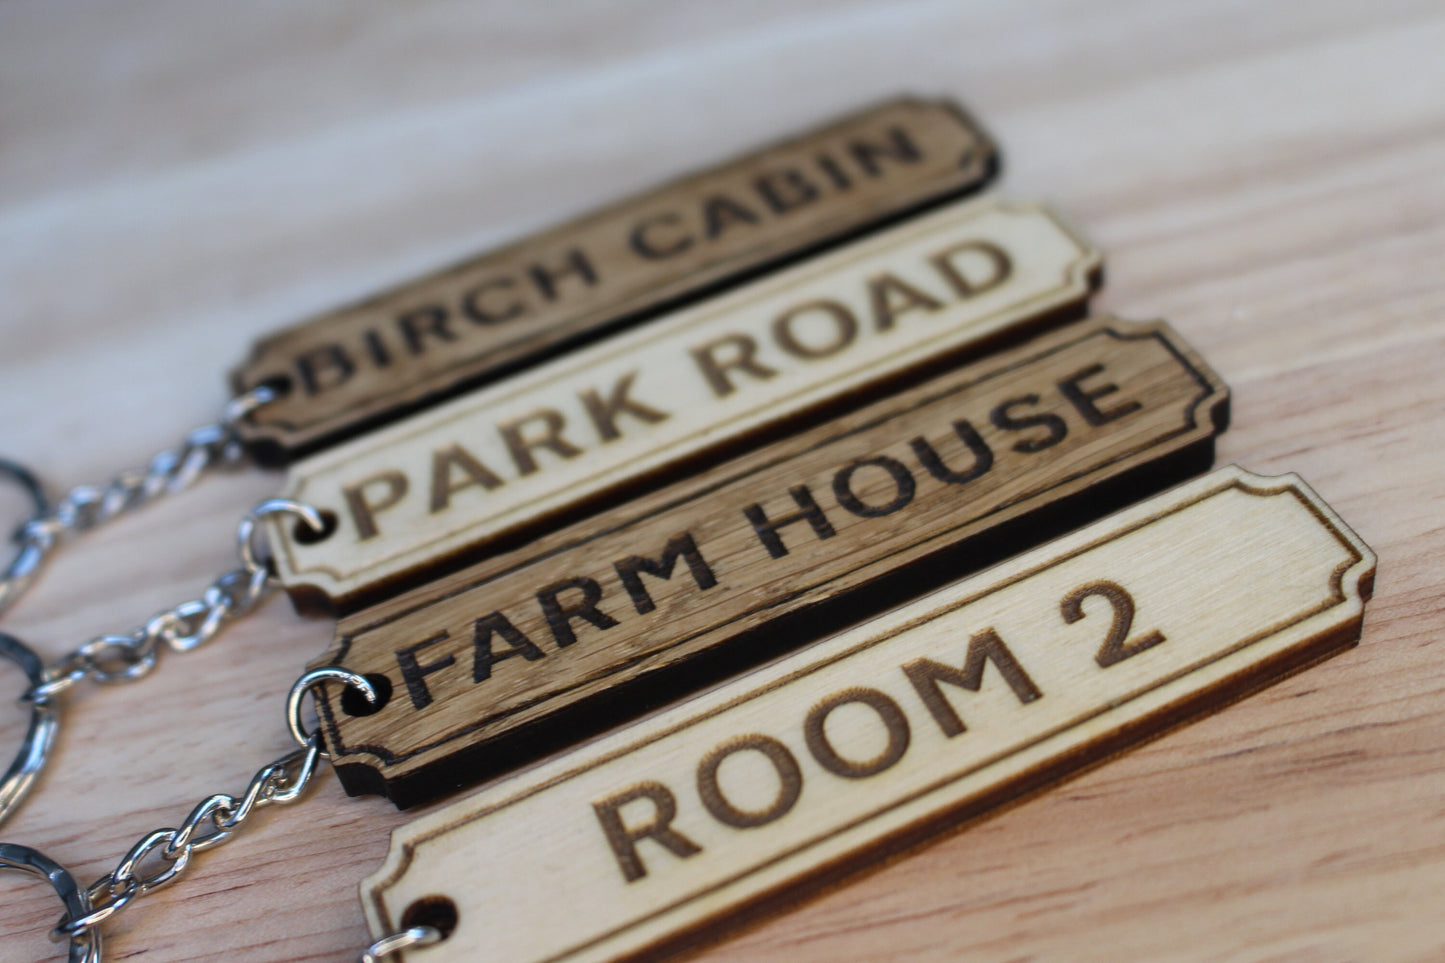 BIRCH CABIN
PARK ROAD
FARM HOUSE
ROOM 2